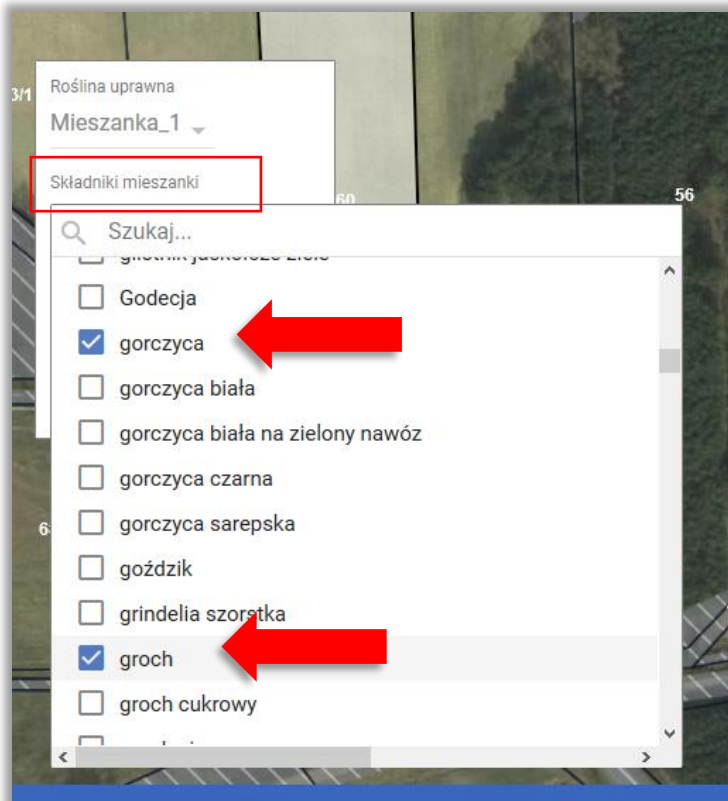 3/1
Roślina uprawna
Mieszanka_1
Składniki mieszanki
60
56
Szukaj...
Godecja
gorczyca
gorczyca biała
gorczyca biała na zielony nawóz
gorczyca czarna
gorczyca sarepska
6
goździk
grindelia szorstka
groch
groch cukrowy